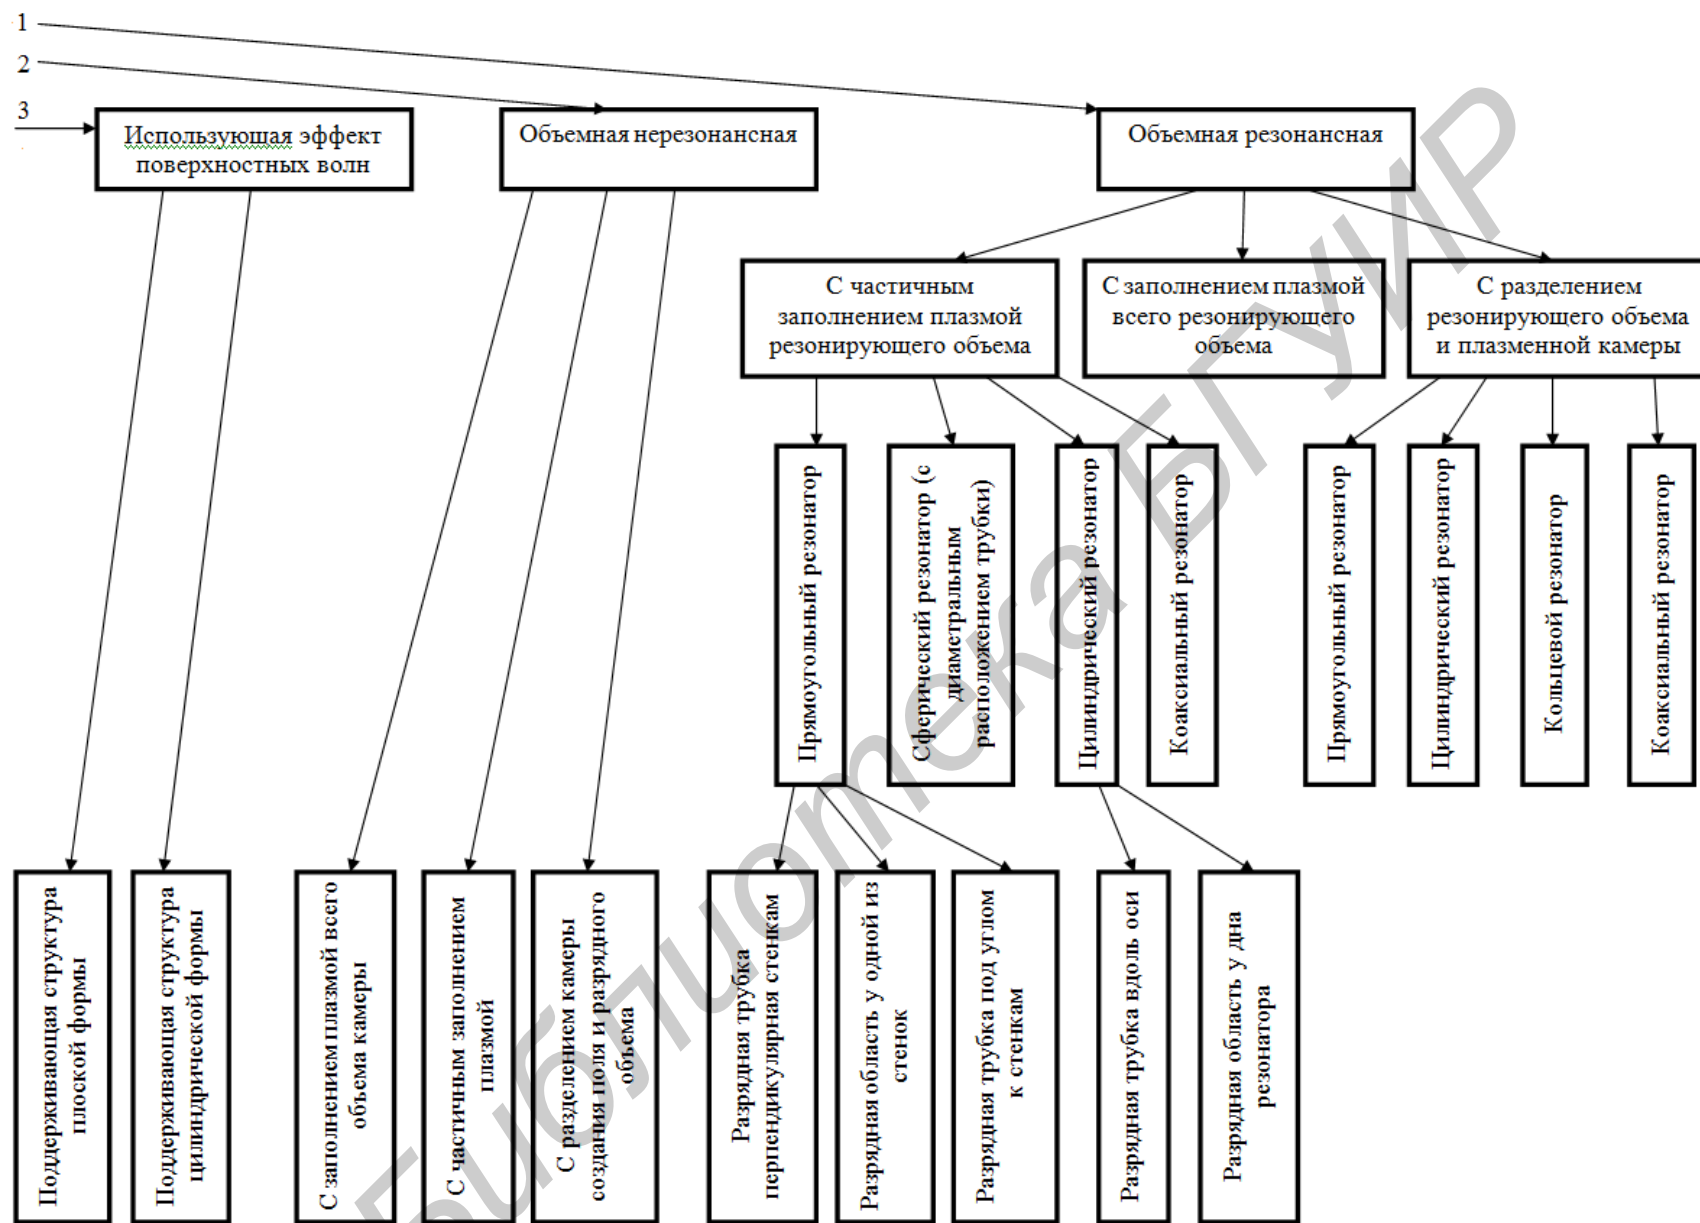 1
2
3
Использующая эффект
поверхностных волн
Объемная нерезонансная
Объемная резонансная
С частичным
заполнением плазмой
резонирующего объема
С заполнением плазмой
всего резонирующего
объема
С разделением
резонирующего объема
и плазменной камеры
Прямоугольный резонатор
Сферический резонатор (с
диаметральным
расположением трубки)
Цилиндрический резонатор
Коаксиальный резонатор
Прямоугольный резонатор
Цилиндрический резонатор
Кольцевой резонатор
Коаксиальный резонатор
Поддерживающая структура
плоской формы
Поддерживающая структура
цилиндрической формы
С заполнением плазмой всего
объема камеры
С частичным заполнением
плазмой
С разделением камеры
создания поля и разрядного
объема
Разрядная трубка
перпендикулярная стенкам
Разрядная область у одной из
стенок
Разрядная трубка под углом
к стенкам
Разрядная трубка вдоль оси
Разрядная область у дна
резонатора
Библиотека БГУИР